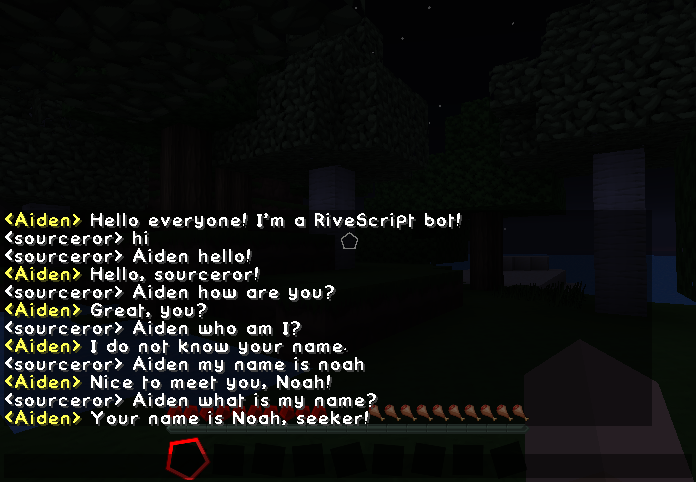 <Aiden> Hello everyone! I'm a RiveScript bot!
<sourceror> hi
<sourceror> Aiden hello!
<Aiden> Hello, sourceror!
<sourceror> Aiden how are you?
<Aiden> Great, you?
<sourceror> Aiden who am I?
<Aiden> I do not know your name.
<sourceror> Aiden my name is noah
<Aiden> Nice to meet you, Noah!
<sourceror> Aiden what is my name?
<Aiden> Your name is Noah, seeker!